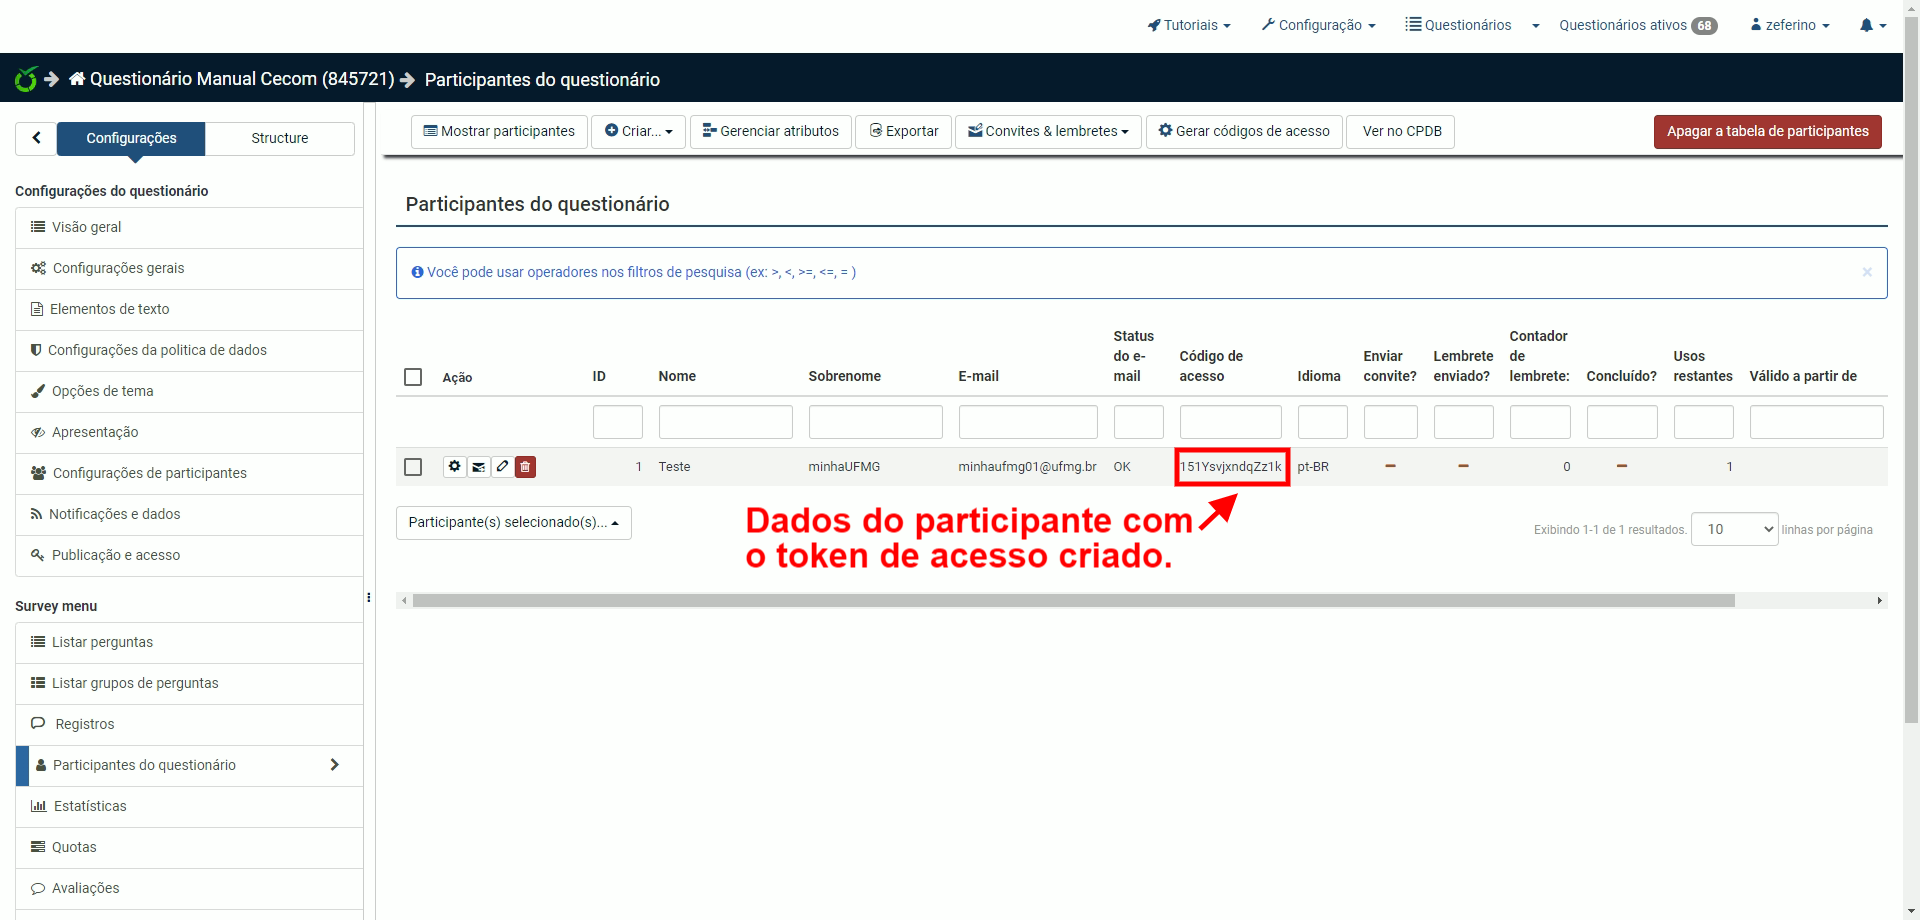 Tutoriais
Configuração
Questionários
Questionários ativos 68
zeferino
Questionário Manual Cecom (845721)
Participantes do questionário
Configurações
Structure
Mostrar participantes
Criar...
Gerenciar atributos
Exportar
Convites & lembretes
Gerar códigos de acesso
Ver no CPDB
Apagar a tabela de participantes
Configurações do questionário
Visão geral
Configurações gerais
Elementos de texto
Configurações da politica de dados
Opções de tema
Apresentação
Configurações de participantes
Notificações e dados
Publicação e acesso
Survey menu
Listar perguntas
Listar grupos de perguntas
Registros
Participantes do questionário
Estatísticas
Quotas
Avaliações
Participantes do questionário
Você pode usar operadores nos filtros de pesquisa (ex: >, <, >=, <=, = )
×
Ação
ID
Nome
Sobrenome
E-mail
Status
do e-
mail
Código de
acesso
Idioma
Enviar
convite?
Lembrete
enviado?
Contador
de
lembrete:
Concluído?
Usos
restantes
Válido a partir de
1 Teste minhaUFMG minhaufmg01@ufmg.br OK 151YsvjxndqZz1k pt-BR 0 1
Participante(s) selecionado(s)...
Dados do participante com
o token de acesso criado.
Exibindo 1-1 de 1 resultados. 10 linhas por página